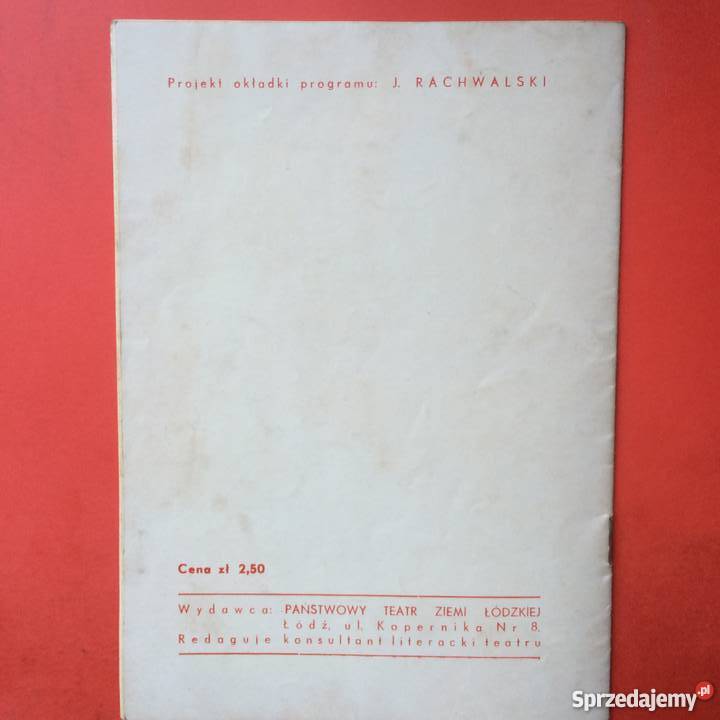 Projekt okładki programu: J. RACHWALSKI
Cena zł 2,50
Wydawca: PAŃSTWOWY TEATR ZIEMI ŁÓDZKIEJ
Łódź, ul. Kopernika Nr 8.
Redaguje konsultant literacki teatru
Sprzedajemy.pl